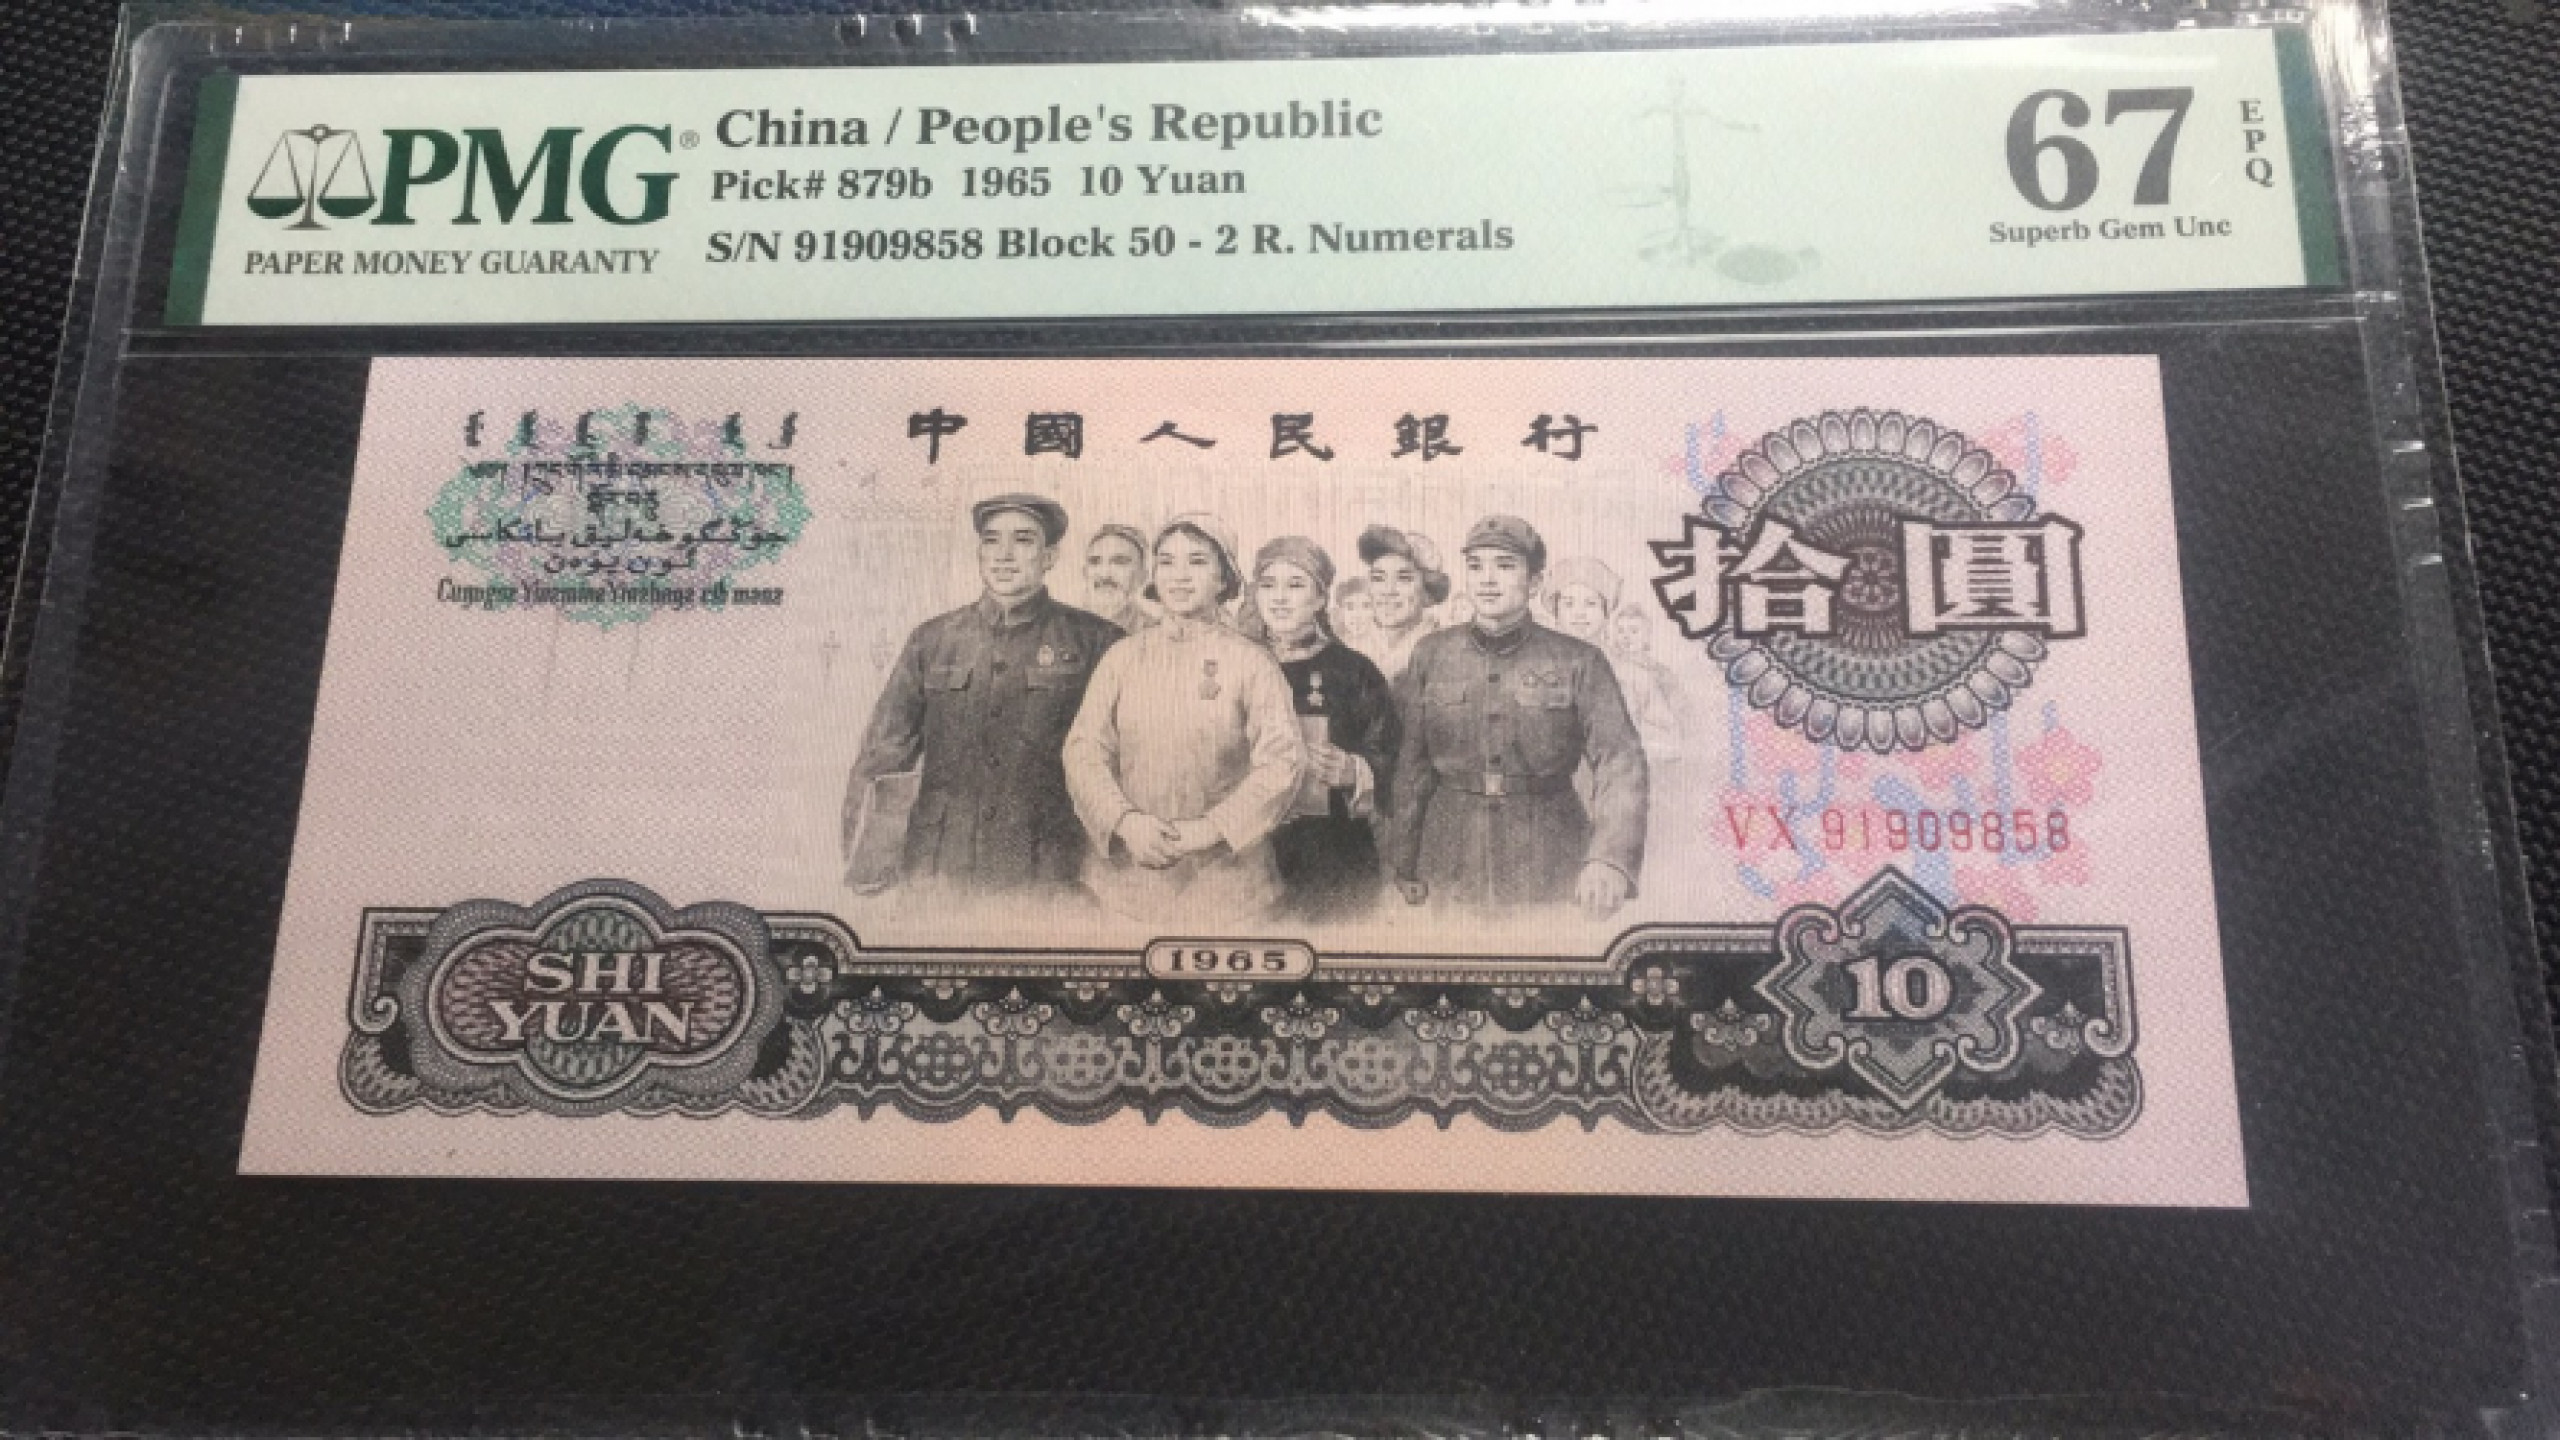 PMG®
PAPER MONEY GUARANTY
China / People's Republic
Pick# 879b 1965 10 Yuan
S/N 91909858 Block 50 - 2 R. Numerals
67
EPQ
Superb Gem Unc
中國人民銀行
拾圓
VX 91909858
1965
SHI
YUAN
10